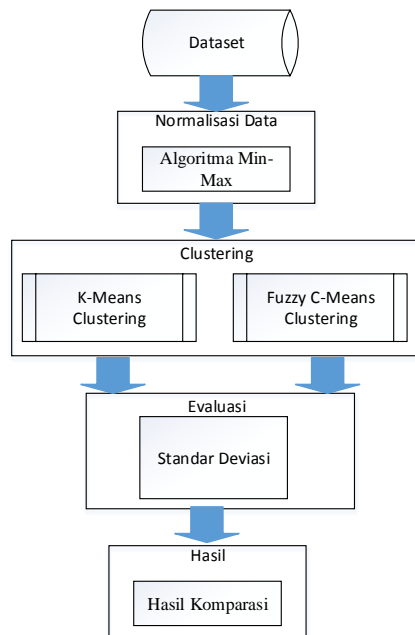 Dataset
Normalisasi Data
Algoritma Min-
Max
Clustering
K-Means
Clustering
Fuzzy C-Means
Clustering
Evaluasi
Standar Deviasi
Hasil
Hasil Komparasi